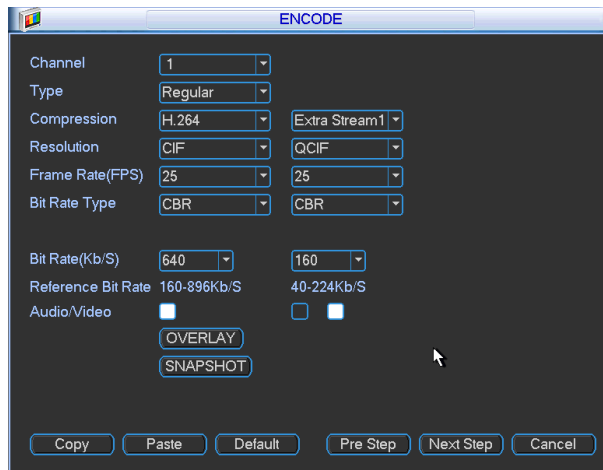 ENCODE
Channel 1
Type Regular
Compression H.264 Extra Stream1
Resolution CIF QCIF
Frame Rate(FPS) 25 25
Bit Rate Type CBR CBR
Bit Rate(Kb/S) 640 160
Reference Bit Rate 160-896Kb/S 40-224Kb/S
Audio/Video
OVERLAY
SNAPSHOT
Copy Paste Default Pre Step Next Step Cancel